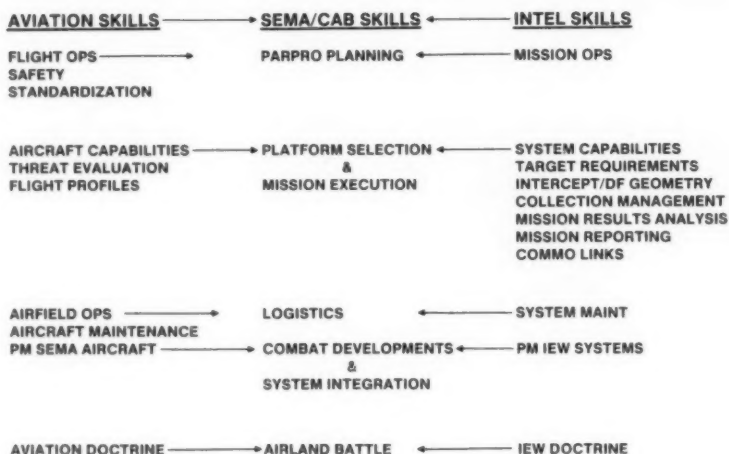 AVIATION SKILLS SEMA/CAB SKILLS INTEL SKILLS
FLIGHT OPS PARPRO PLANNING MISSION OPS
SAFETY
STANDARDIZATION
AIRCRAFT CAPABILITIES PLATFORM SELECTION SYSTEM CAPABILITIES
THREAT EVALUATION & TARGET REQUIREMENTS
FLIGHT PROFILES MISSION EXECUTION INTERCEPT/DF GEOMETRY
COLLECTION MANAGEMENT
MISSION RESULTS ANALYSIS
MISSION REPORTING
COMMO LINKS
AIRFIELD OPS LOGISTICS SYSTEM MAINT
AIRCRAFT MAINTENANCE
PM SEMA AIRCRAFT COMBAT DEVELOPMENTS PM IEW SYSTEMS
&
SYSTEM INTEGRATION
AVIATION DOCTRINE AIRLAND BATTLE IEW DOCTRINE